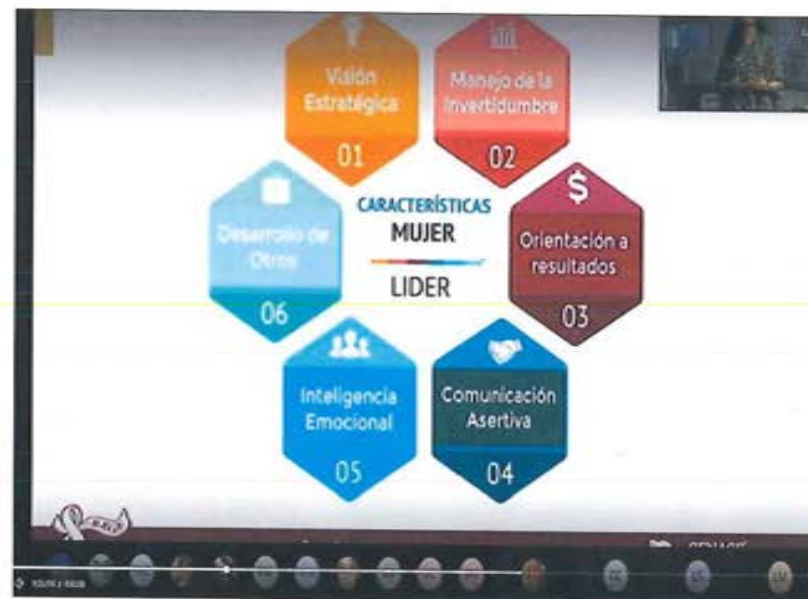 Visión
Estratégica
01
Manejo de la
Invertidumbre
02
$
Orientación a
resultados
03
CARACTERÍSTICAS
MUJER
LIDER
Desarrollo de
Otros
06
Inteligencia
Emocional
05
Comunicación
Asertiva
04